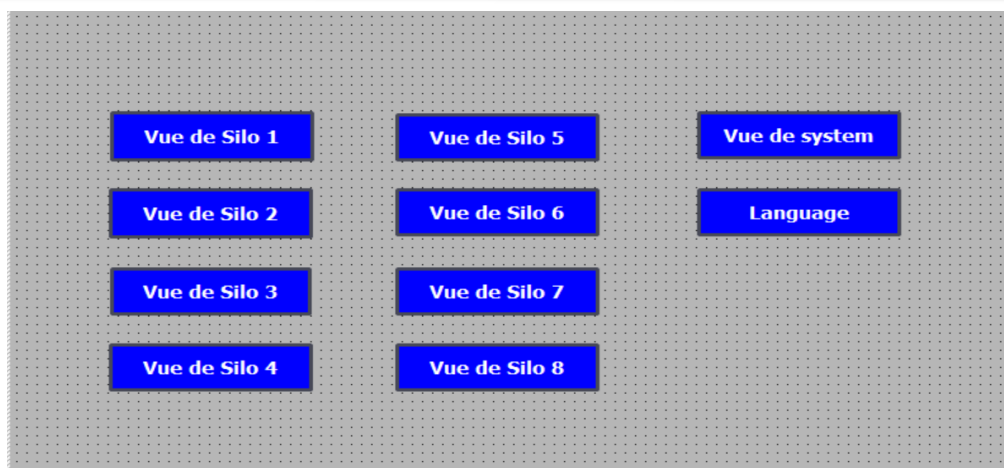 Vue de Silo 1
Vue de Silo 2
Vue de Silo 3
Vue de Silo 4
Vue de Silo 5
Vue de Silo 6
Vue de Silo 7
Vue de Silo 8
Vue de system
Language